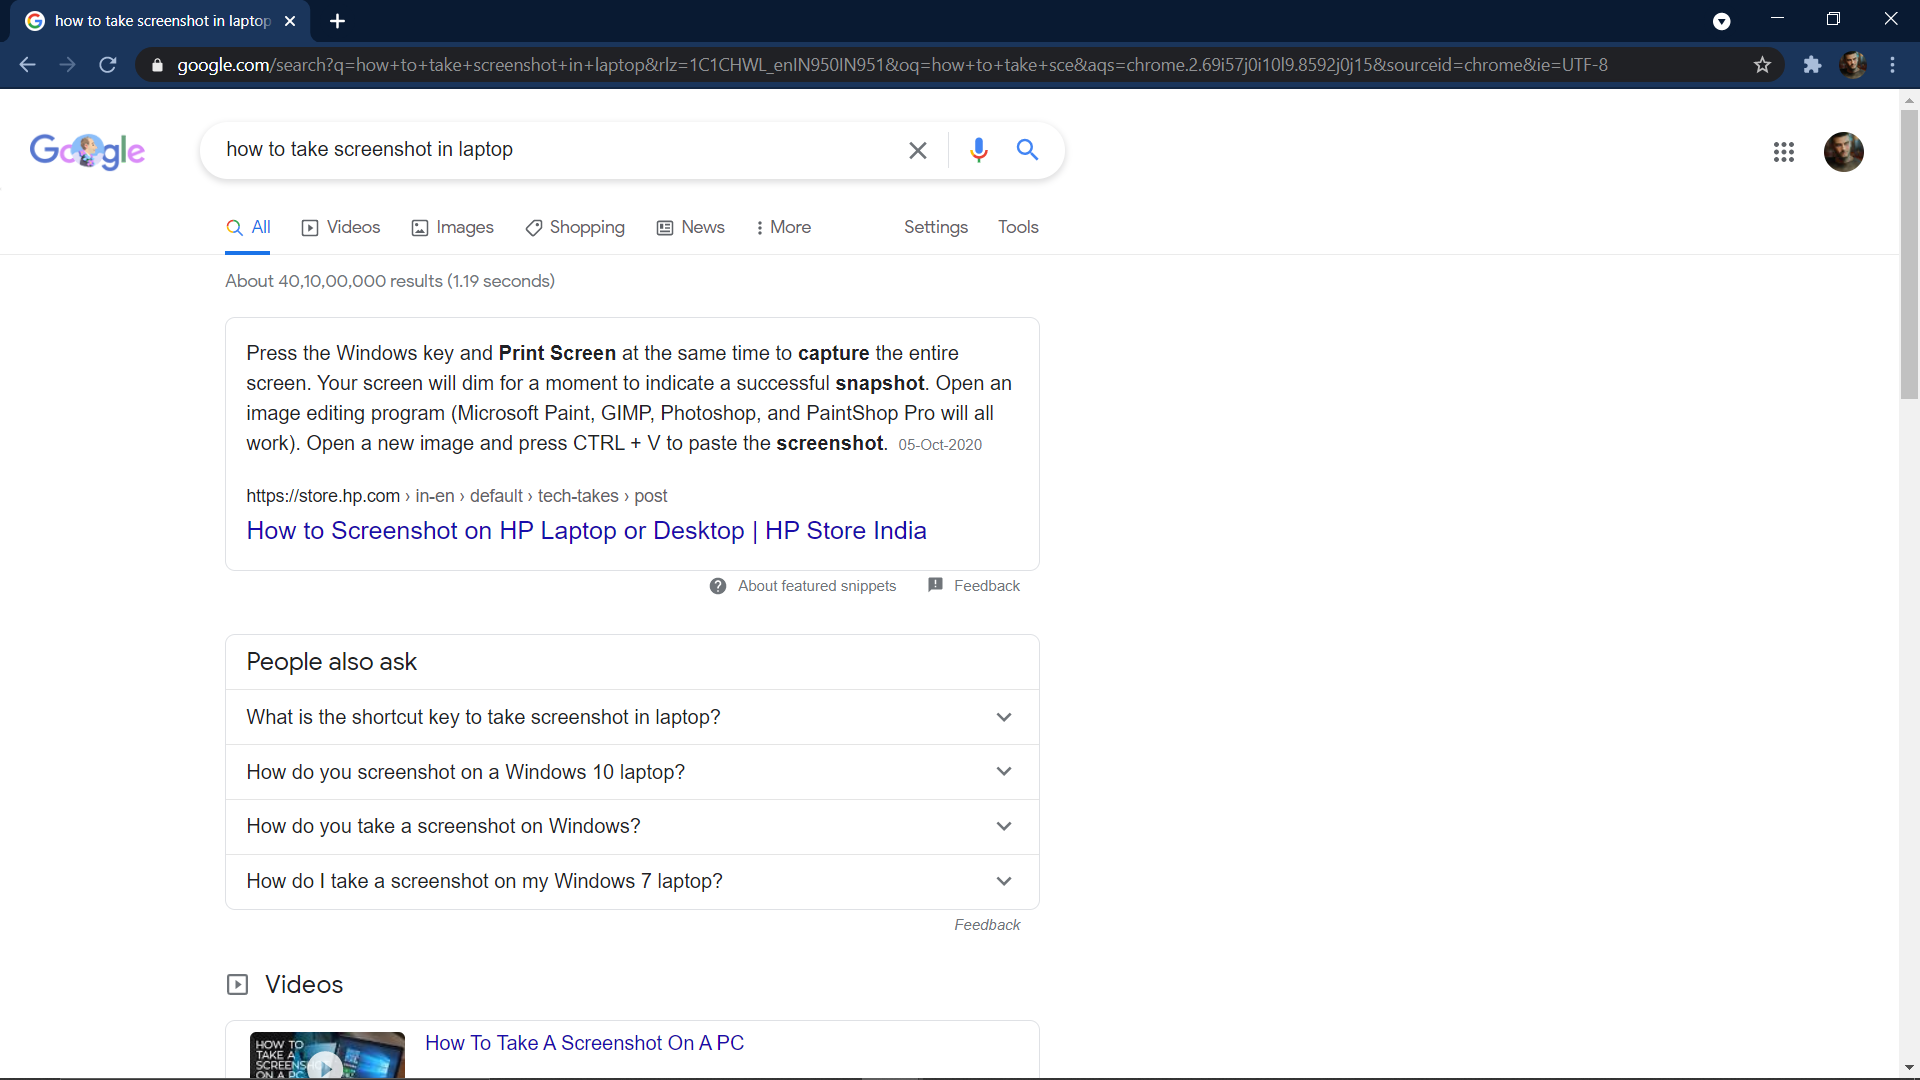 how to take screenshot in laptop
google.com/search?q=how+to+take+screenshot+in+laptop&rlz=1C1CHWL_enIN950IN951&oq=how+to+take+sce&aqs=chrome.2.69i57j0i10l9.8592j0j15&sourceid=chrome&ie=UTF-8
Google
how to take screenshot in laptop
All Videos Images Shopping News More Settings Tools
About 40,10,00,000 results (1.19 seconds)
Press the Windows key and Print Screen at the same time to capture the entire
screen. Your screen will dim for a moment to indicate a successful snapshot. Open an
image editing program (Microsoft Paint, GIMP, Photoshop, and PaintShop Pro will all
work). Open a new image and press CTRL + V to paste the screenshot. 05-Oct-2020
https://store.hp.com › in-en › default › tech-takes › post
How to Screenshot on HP Laptop or Desktop | HP Store India
About featured snippets Feedback
People also ask
What is the shortcut key to take screenshot in laptop?
How do you screenshot on a Windows 10 laptop?
How do you take a screenshot on Windows?
How do I take a screenshot on my Windows 7 laptop?
Feedback
Videos
How To Take A Screenshot On A PC
HOW TO
TAKE A
SCREENSH
ON A PC